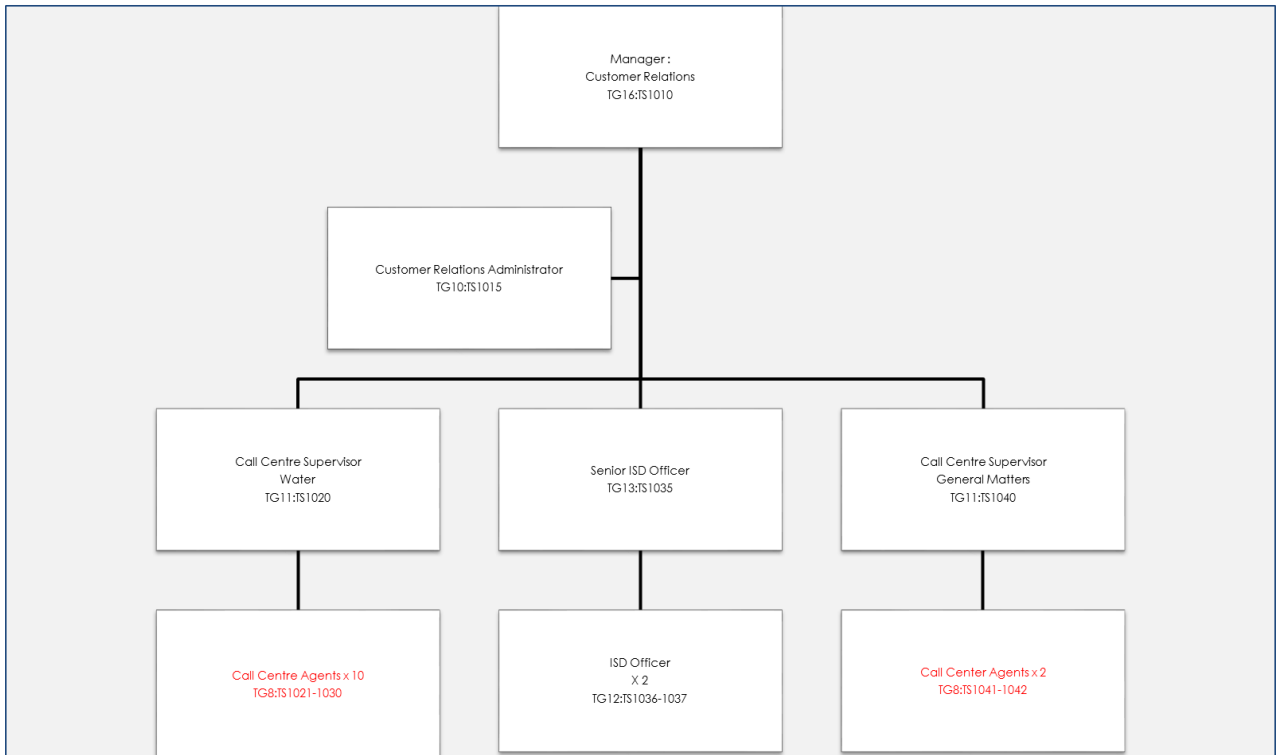 Manager :
Customer Relations
TG16:TS1010
Customer Relations Administrator
TG10:TS1015
Call Centre Supervisor
Water
TG11:TS1020
Senior ISD Officer
TG13:TS1035
Call Centre Supervisor
General Matters
TG11:TS1040
Call Centre Agents x 10
TG8:TS1021-1030
ISD Officer
X 2
TG12:TS1036-1037
Call Center Agents x 2
TG8:TS1041-1042